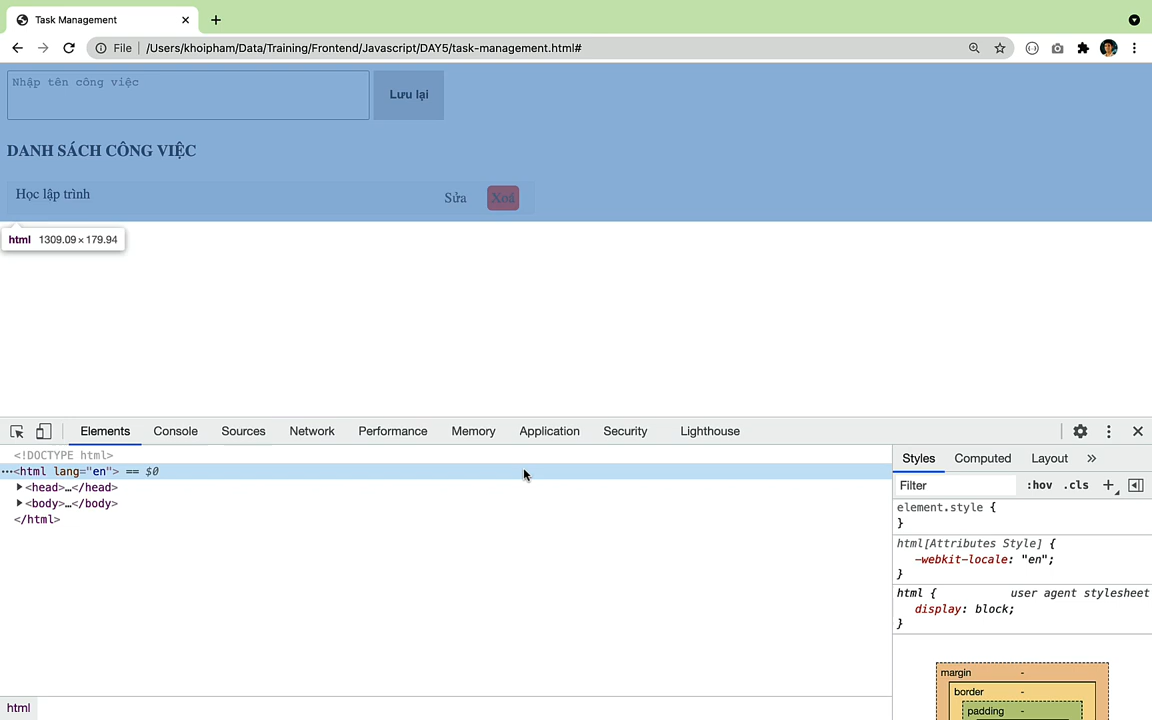 Task Management
File
/Users/khoipham/Data/Training/Frontend/Javascript/DAY5/task-management.html#
Nhập tên công việc
Lưu lại
DANH SÁCH CÔNG VIỆC
Học lập trình
Sửa
Xoá
html 1309.09 × 179.94
Elements Console Sources Network Performance Memory Application Security Lighthouse
<!DOCTYPE html>
⋯<html lang="en"> == $0
<head>…</head>
<body>…</body>
</html>
html
Styles Computed Layout »
Filter :hov .cls +
element.style {
}
html[Attributes Style] {
-webkit-locale: "en";
}
html { user agent stylesheet
display: block;
}
margin -
border -
padding -